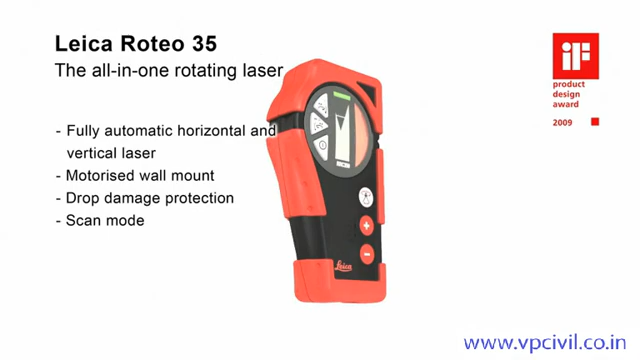 Leica Roteo 35
The all-in-one rotating laser
- Fully automatic horizontal and
vertical laser
- Motorised wall mount
- Drop damage protection
- Scan mode
iF
product
design
award
2009
Leica
www.vpcivil.co.in